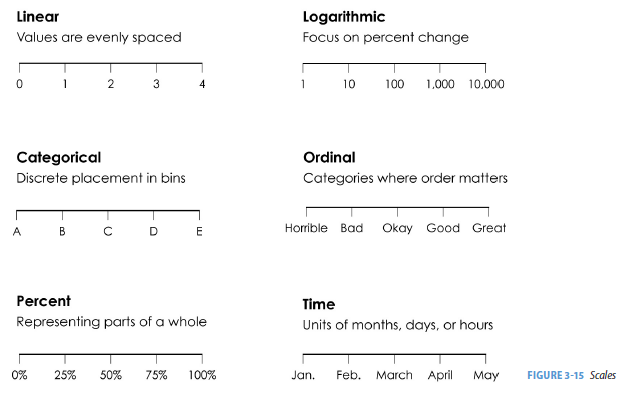 Linear
Values are evenly spaced
0 1 2 3 4
Logarithmic
Focus on percent change
1 10 100 1,000 10,000
Categorical
Discrete placement in bins
A B C D E
Ordinal
Categories where order matters
Horrible Bad Okay Good Great
Percent
Representing parts of a whole
0% 25% 50% 75% 100%
Time
Units of months, days, or hours
Jan. Feb. March April May
FIGURE 3-15 Scales